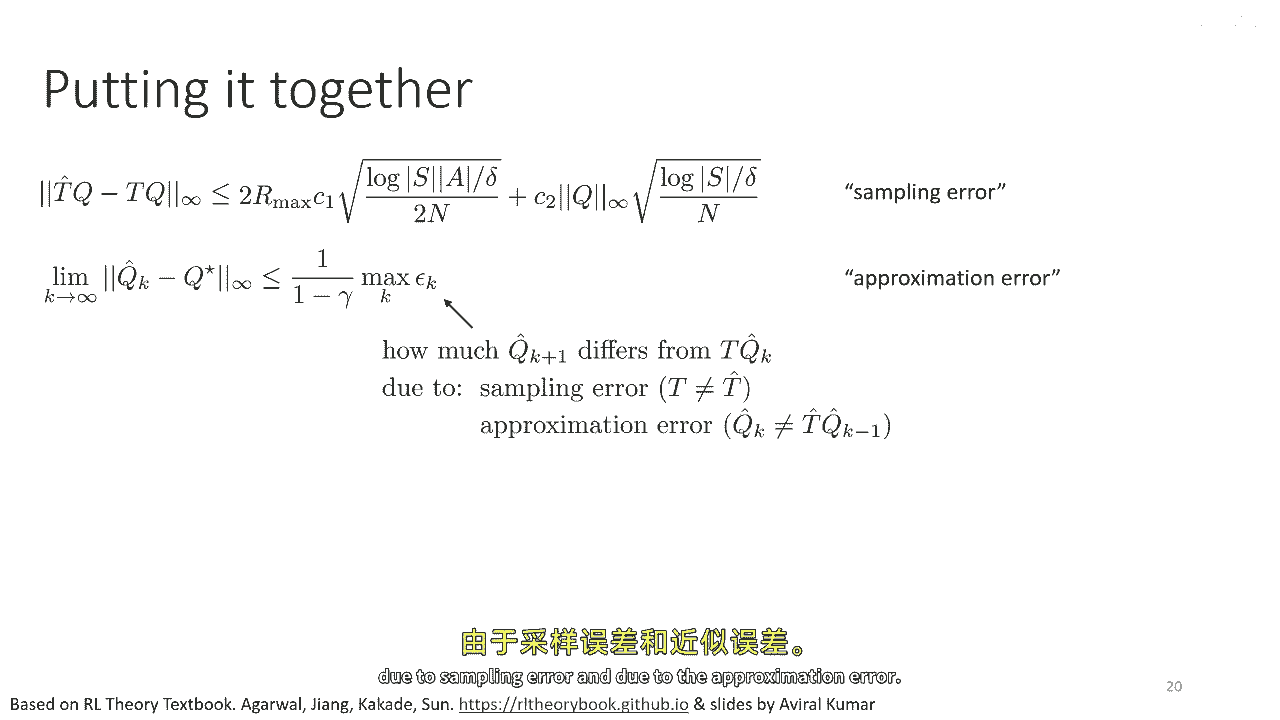 Putting it together
$||\hat{T}Q - TQ||_\infty \leq 2R_{\max}c_1\sqrt{\frac{\log|S||A|/\delta}{2N}} + c_2||Q||_\infty\sqrt{\frac{\log|S|/\delta}{N}}$ “sampling error”
$\lim_{k\to\infty}||\hat{Q}_k - Q^\star||_\infty \leq \frac{1}{1-\gamma}\max_k \epsilon_k$ “approximation error”
how much $\hat{Q}_{k+1}$ differs from $T\hat{Q}_k$
due to: sampling error ($T \neq \hat{T}$)
approximation error ($\hat{Q}_k \neq \hat{T}\hat{Q}_{k-1}$)
由于采样误差和近似误差。
due to sampling error and due to the approximation error.
20
Based on RL Theory Textbook. Agarwal, Jiang, Kakade, Sun. https://rltheorybook.github.io & slides by Aviral Kumar